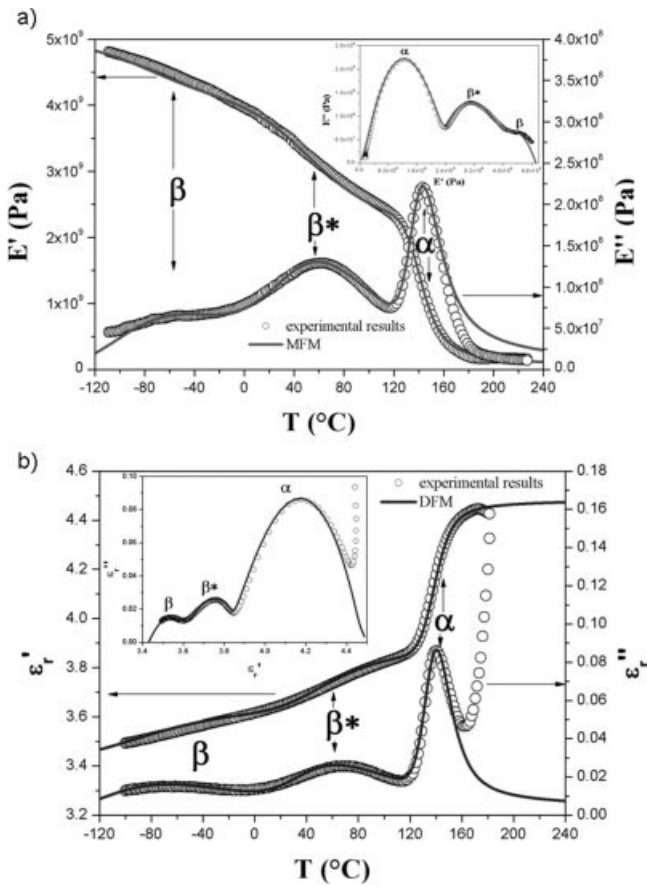 a)
5x10⁹
4x10⁹
3x10⁹
2x10⁹
1x10⁹
0
E' (Pa)
4.0x10⁸
3.5x10⁸
3.0x10⁸
2.5x10⁸
2.0x10⁸
1.5x10⁸
1.0x10⁸
5.0x10⁷
0.0
E'' (Pa)
α
β*
β
E'' (Pa)
E' (Pa)
β
β*
α
experimental results
MFM
-120 -80 -40 0 40 80 120 160 200 240
T (°C)
b)
4.6
4.4
4.2
4.0
3.8
3.6
3.4
3.2
εr'
0.18
0.16
0.14
0.12
0.10
0.08
0.06
0.04
0.02
0.00
εr''
experimental results
DFM
0.10
0.08
0.06
0.04
0.02
0.00
εr''
α
β
β*
3.4 3.6 3.8 4.0 4.2 4.4
εr'
β
β*
α
-120 -80 -40 0 40 80 120 160 200 240
T (°C)